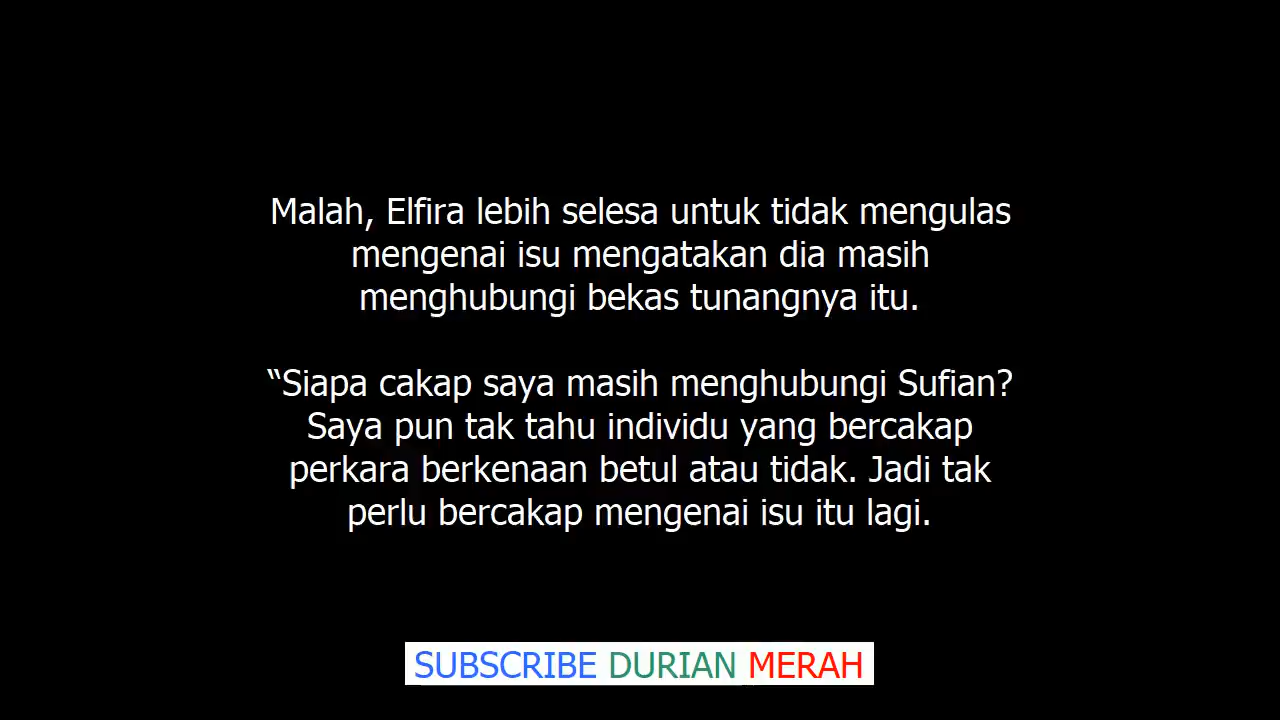 Malah, Elfira lebih selesa untuk tidak mengulas
mengenai isu mengatakan dia masih
menghubungi bekas tunangnya itu.
“Siapa cakap saya masih menghubungi Sufian?
Saya pun tak tahu individu yang bercakap
perkara berkenaan betul atau tidak. Jadi tak
perlu bercakap mengenai isu itu lagi.
SUBSCRIBE DURIAN MERAH